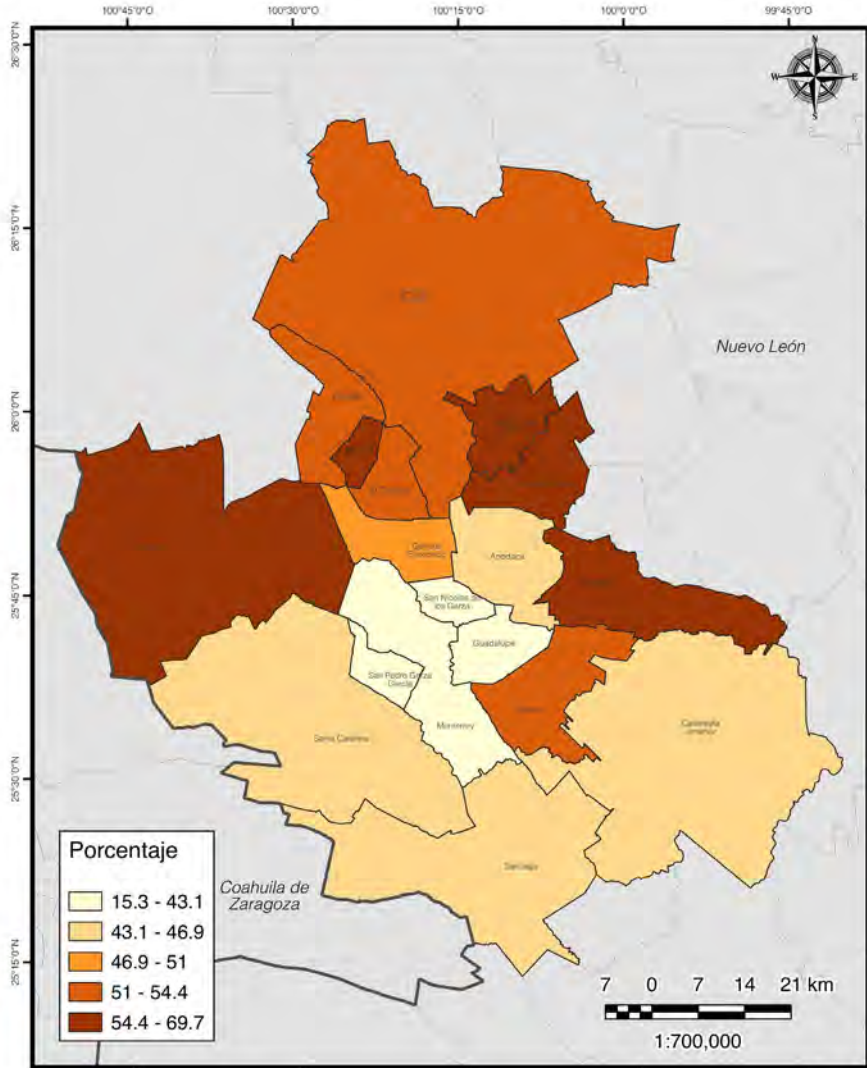 100°45'0"O 100°30'0"O 100°15'0"O 100°0'0"O 99°45'0"O
26°30'0"N
26°15'0"N
26°0'0"N
25°45'0"N
25°30'0"N
25°15'0"N
N
W E
S
Nuevo León
Apodaca
San Nicolás de
los Garza
Guadalupe
San Pedro Garza
García
Monterrey
Santa Catarina
Cadereyta
Jiménez
Santiago
Coahuila de
Zaragoza
Porcentaje
15.3 - 43.1
43.1 - 46.9
46.9 - 51
51 - 54.4
54.4 - 69.7
7 0 7 14 21 km
1:700,000